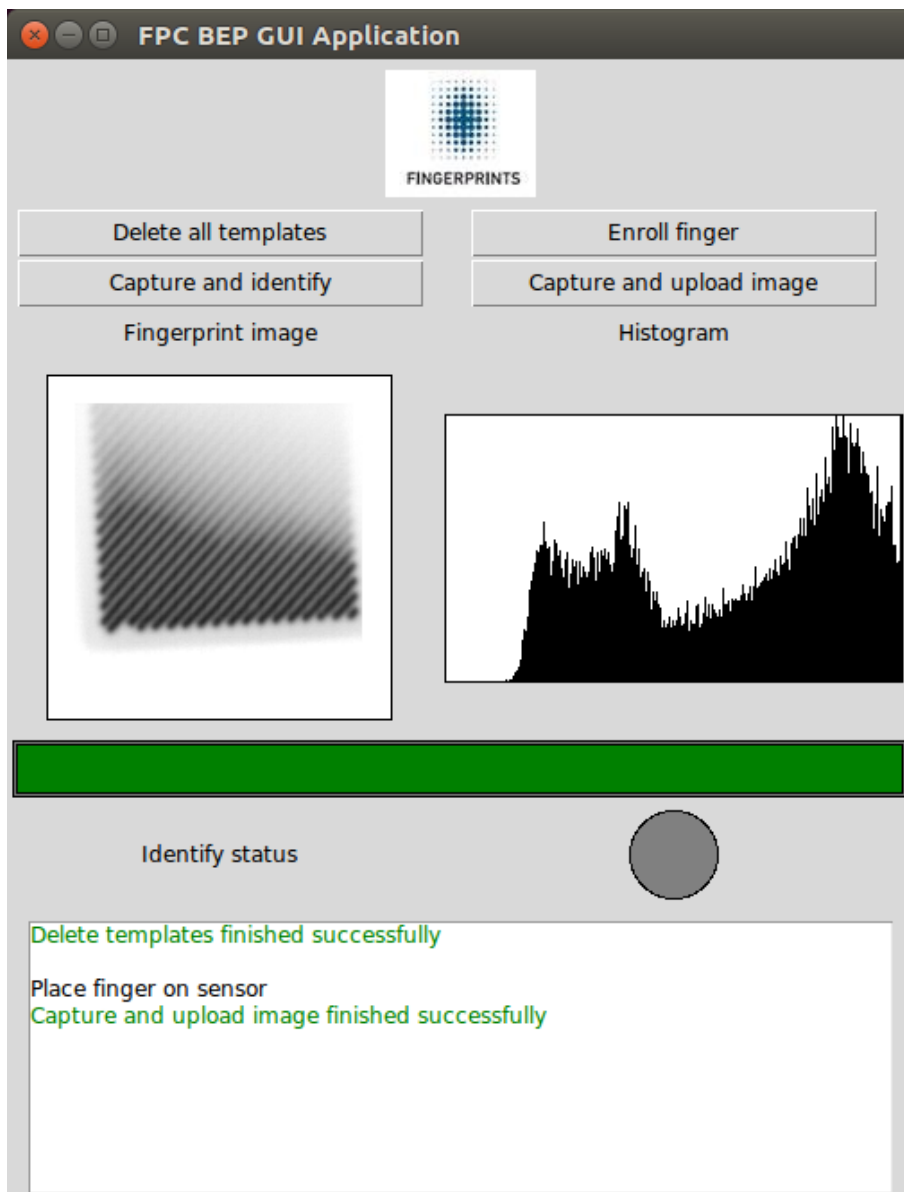 FPC BEP GUI Application
FINGERPRINTS
Delete all templates
Enroll finger
Capture and identify
Capture and upload image
Fingerprint image
Histogram
Identify status
Delete templates finished successfully
Place finger on sensor
Capture and upload image finished successfully